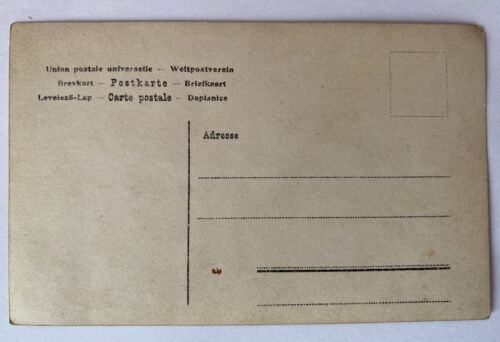 Union postale universelle — Weltpostverein
Brevkort — Postkarte — Briefkaart
Levelező-Lap — Carte postale — Dopisnice
Adresse